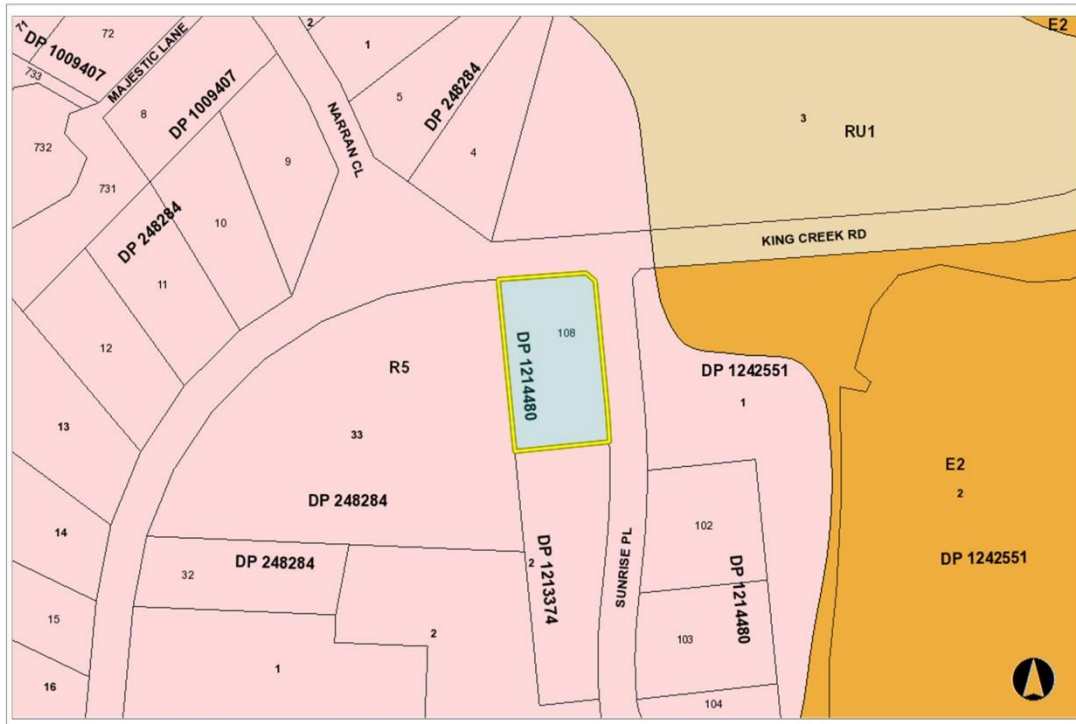 71
72
2
1
E2
DP 1009407
733
MAJESTIC LANE
8
DP 1009407
5
DP 248284
3
RU1
732
NARRAN CL
4
9
731
DP 248284
10
KING CREEK RD
11
12
108
DP 1214480
R5
DP 1242551
1
13
33
E2
2
DP 248284
102
14
DP 248284
32
2
DP 1213374
SUNRISE PL
DP 1214480
DP 1242551
15
2
103
16
1
104